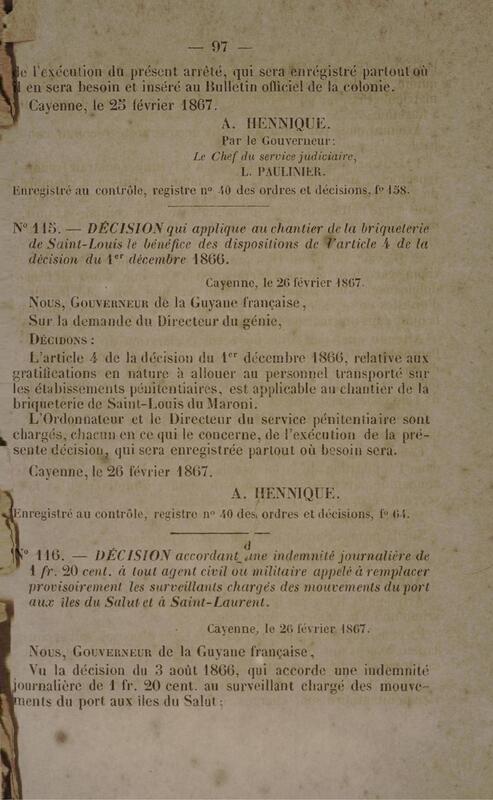 — 97 —
de l'exécution du présent arrêté, qui sera enrégistré partout où
il en sera besoin et inséré au Bulletin officiel de la colonie.
Cayenne, le 25 février 1867.
A. HENNIQUE.
Par le Gouverneur:
Le Chef du service judiciaire,
L. PAULINIER.
Enregistré au contrôle, registre n° 40 des ordres et décisions, f° 158.
N° 115. — DÉCISION qui applique au chantier de la briqueterie
de Saint-Louis le bénéfice des dispositions de l'article 4 de la
décision du 1er décembre 1866.
Cayenne, le 26 février 1867.
NOUS, GOUVERNEUR de la Guyane française,
Sur la demande du Directeur du génie,
DÉCIDONS :
L'article 4 de la décision du 1er décembre 1866, relative aux
gratifications en nature à allouer au personnel transporté sur
les étabissements pénitentiaires, est applicable au chantier de la
briqueterie de Saint-Louis du Maroni.
L'Ordonnateur et le Directeur du service pénitentiaire sont
chargés, chacun en ce qui le concerne, de l'exécution de la pré-
sente décision, qui sera enregistrée partout où besoin sera.
Cayenne, le 26 février 1867.
A. HENNIQUE.
Enregistré au contrôle, registre n° 40 des ordres et décisions, f° 64.
N° 116. — DÉCISION accordant une indemnité journalière de
1 fr. 20 cent. à tout agent civil ou militaire appelé à remplacer
provisoirement les surveillants chargés des mouvements du port
aux îles du Salut et à Saint-Laurent.
Cayenne, le 26 février 1867.
NOUS, GOUVERNEUR de la Guyane française,
Vu la décision du 3 août 1866, qui accorde une indemnité
journalière de 1 fr. 20 cent. au surveillant chargé des mouve-
ments du port aux îles du Salut;